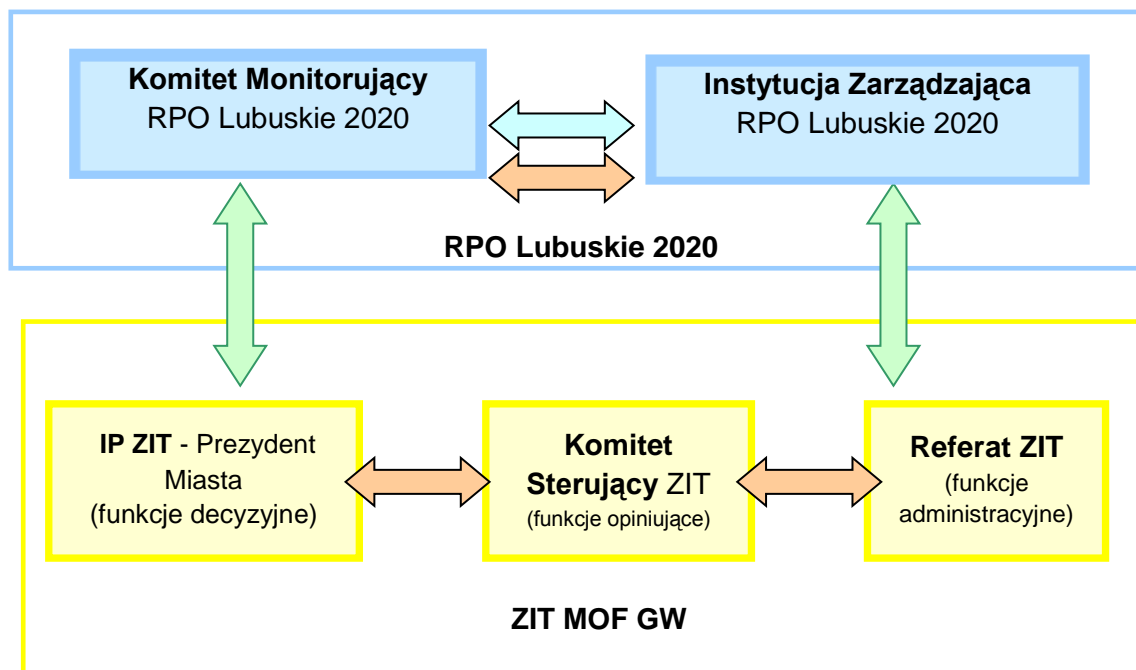 Komitet Monitorujący
RPO Lubuskie 2020
Instytucja Zarządzająca
RPO Lubuskie 2020
RPO Lubuskie 2020
IP ZIT - Prezydent
Miasta
(funkcje decyzyjne)
Komitet
Sterujący ZIT
(funkcje opiniujące)
Referat ZIT
(funkcje
administracyjne)
ZIT MOF GW